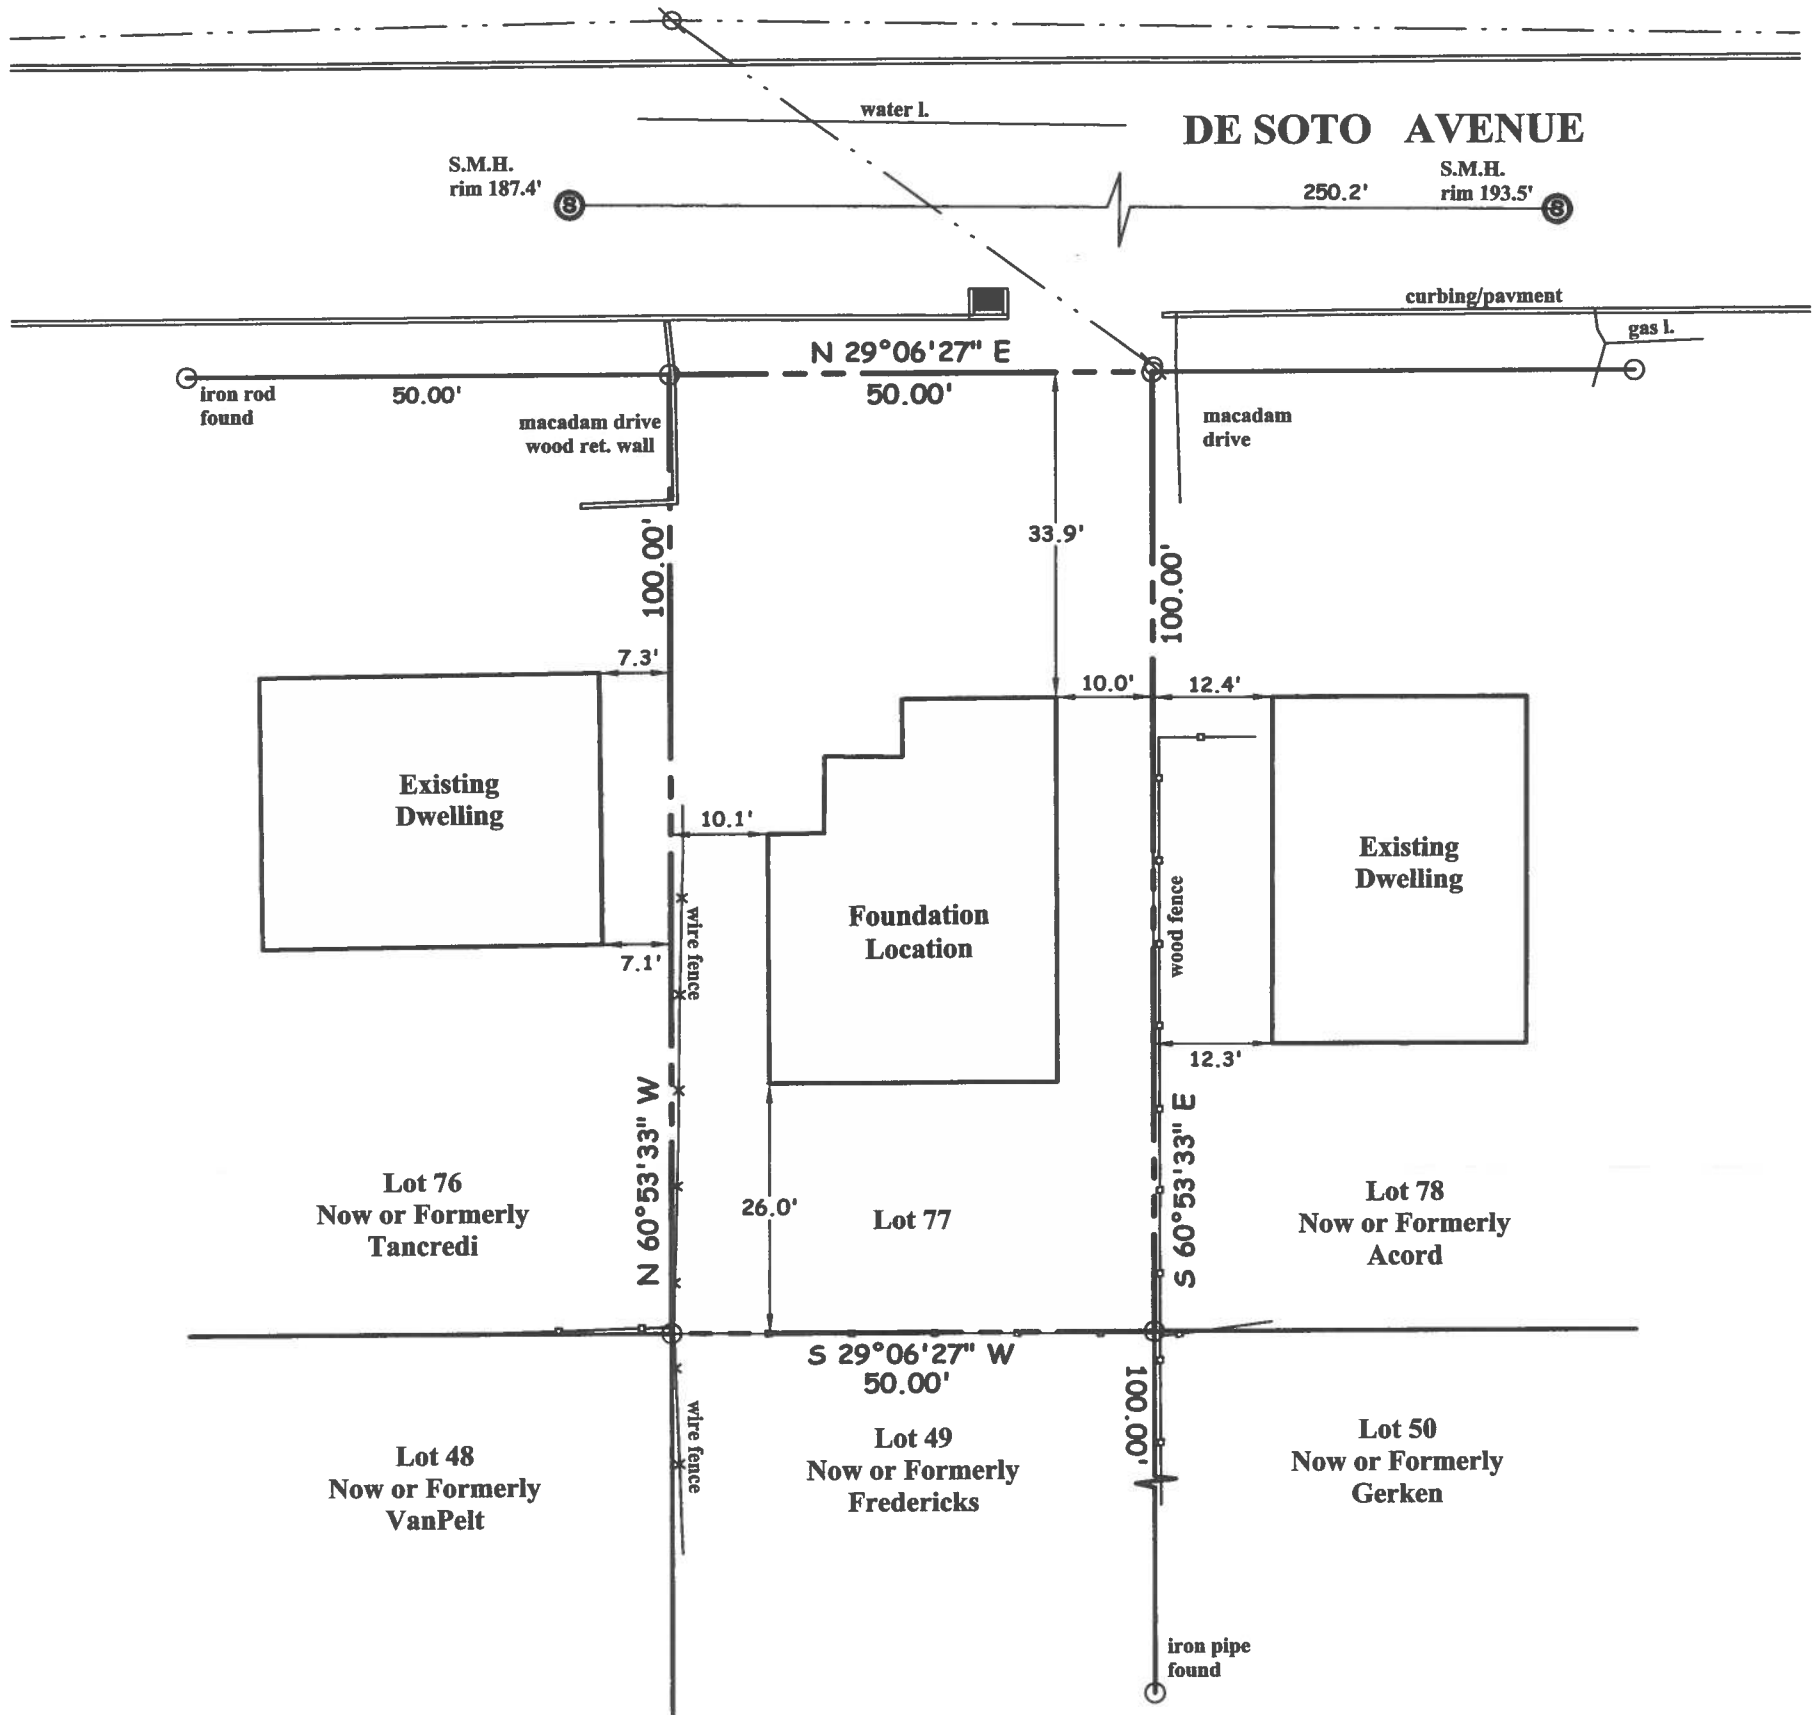 water l.
DE SOTO AVENUE
S.M.H.
rim 187.4'
S
250.2'
S.M.H.
rim 193.5'
S
curbing/pavment
gas l.
N 29°06'27" E
50.00'
iron rod
found
50.00'
macadam drive
wood ret. wall
macadam
drive
33.9'
100.00'
100.00'
7.3'
10.0'
12.4'
Existing
Dwelling
10.1'
Existing
Dwelling
Foundation
Location
wire fence
wood fence
7.1'
12.3'
N 60°53'33" W
S 60°53'33" E
Lot 76
Now or Formerly
Tancredi
26.0'
Lot 77
Lot 78
Now or Formerly
Acord
S 29°06'27" W
50.00'
100.00'
wire fence
Lot 48
Now or Formerly
VanPelt
Lot 49
Now or Formerly
Fredericks
Lot 50
Now or Formerly
Gerken
iron pipe
found